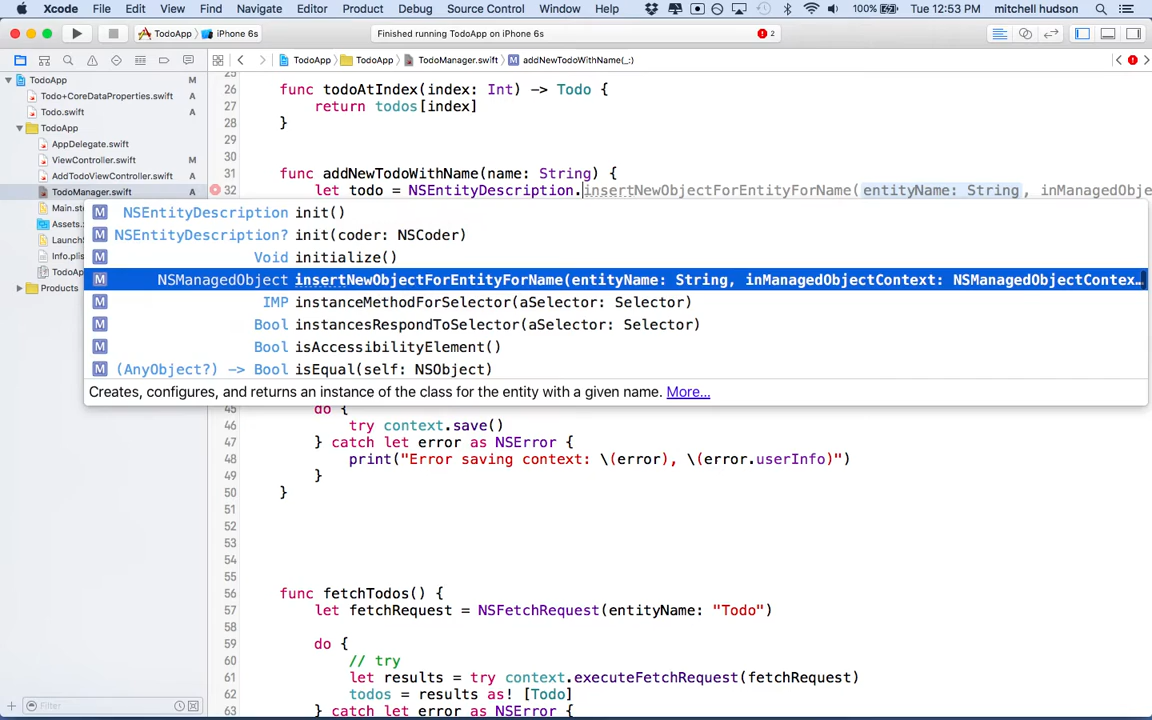 Xcode File Edit View Find Navigate Editor Product Debug Source Control Window Help 100% Tue 12:53 PM mitchell hudson
TodoApp iPhone 6s Finished running TodoApp on iPhone 6s 2
TodoApp TodoApp TodoManager.swift addNewTodoWithName(_:)
TodoApp M
Todo+CoreDataProperties.swift A
Todo.swift A
TodoApp
AppDelegate.swift
ViewController.swift M
AddTodoViewController.swift A
TodoManager.swift A
Main.st
Assets.
Launch
Info.plis
TodoAp
Products
Filter
25
26 func todoAtIndex(index: Int) -> Todo {
27 return todos[index]
28 }
29
30
31 func addNewTodoWithName(name: String) {
32 let todo = NSEntityDescription.insertNewObjectForEntityForName(entityName: String, inManagedObje
M NSEntityDescription init()
M NSEntityDescription? init(coder: NSCoder)
M Void initialize()
M NSManagedObject insertNewObjectForEntityForName(entityName: String, inManagedObjectContext: NSManagedObjectContex…
M IMP instanceMethodForSelector(aSelector: Selector)
M Bool instancesRespondToSelector(aSelector: Selector)
M Bool isAccessibilityElement()
M (AnyObject?) -> Bool isEqual(self: NSObject)
Creates, configures, and returns an instance of the class for the entity with a given name. More...
45 do {
46 try context.save()
47 } catch let error as NSError {
48 print("Error saving context: \(error), \(error.userInfo)")
49 }
50 }
51
52
53
54
55
56 func fetchTodos() {
57 let fetchRequest = NSFetchRequest(entityName: "Todo")
58
59 do {
60 // try
61 let results = try context.executeFetchRequest(fetchRequest)
62 todos = results as! [Todo]
63 } catch let error as NSError {